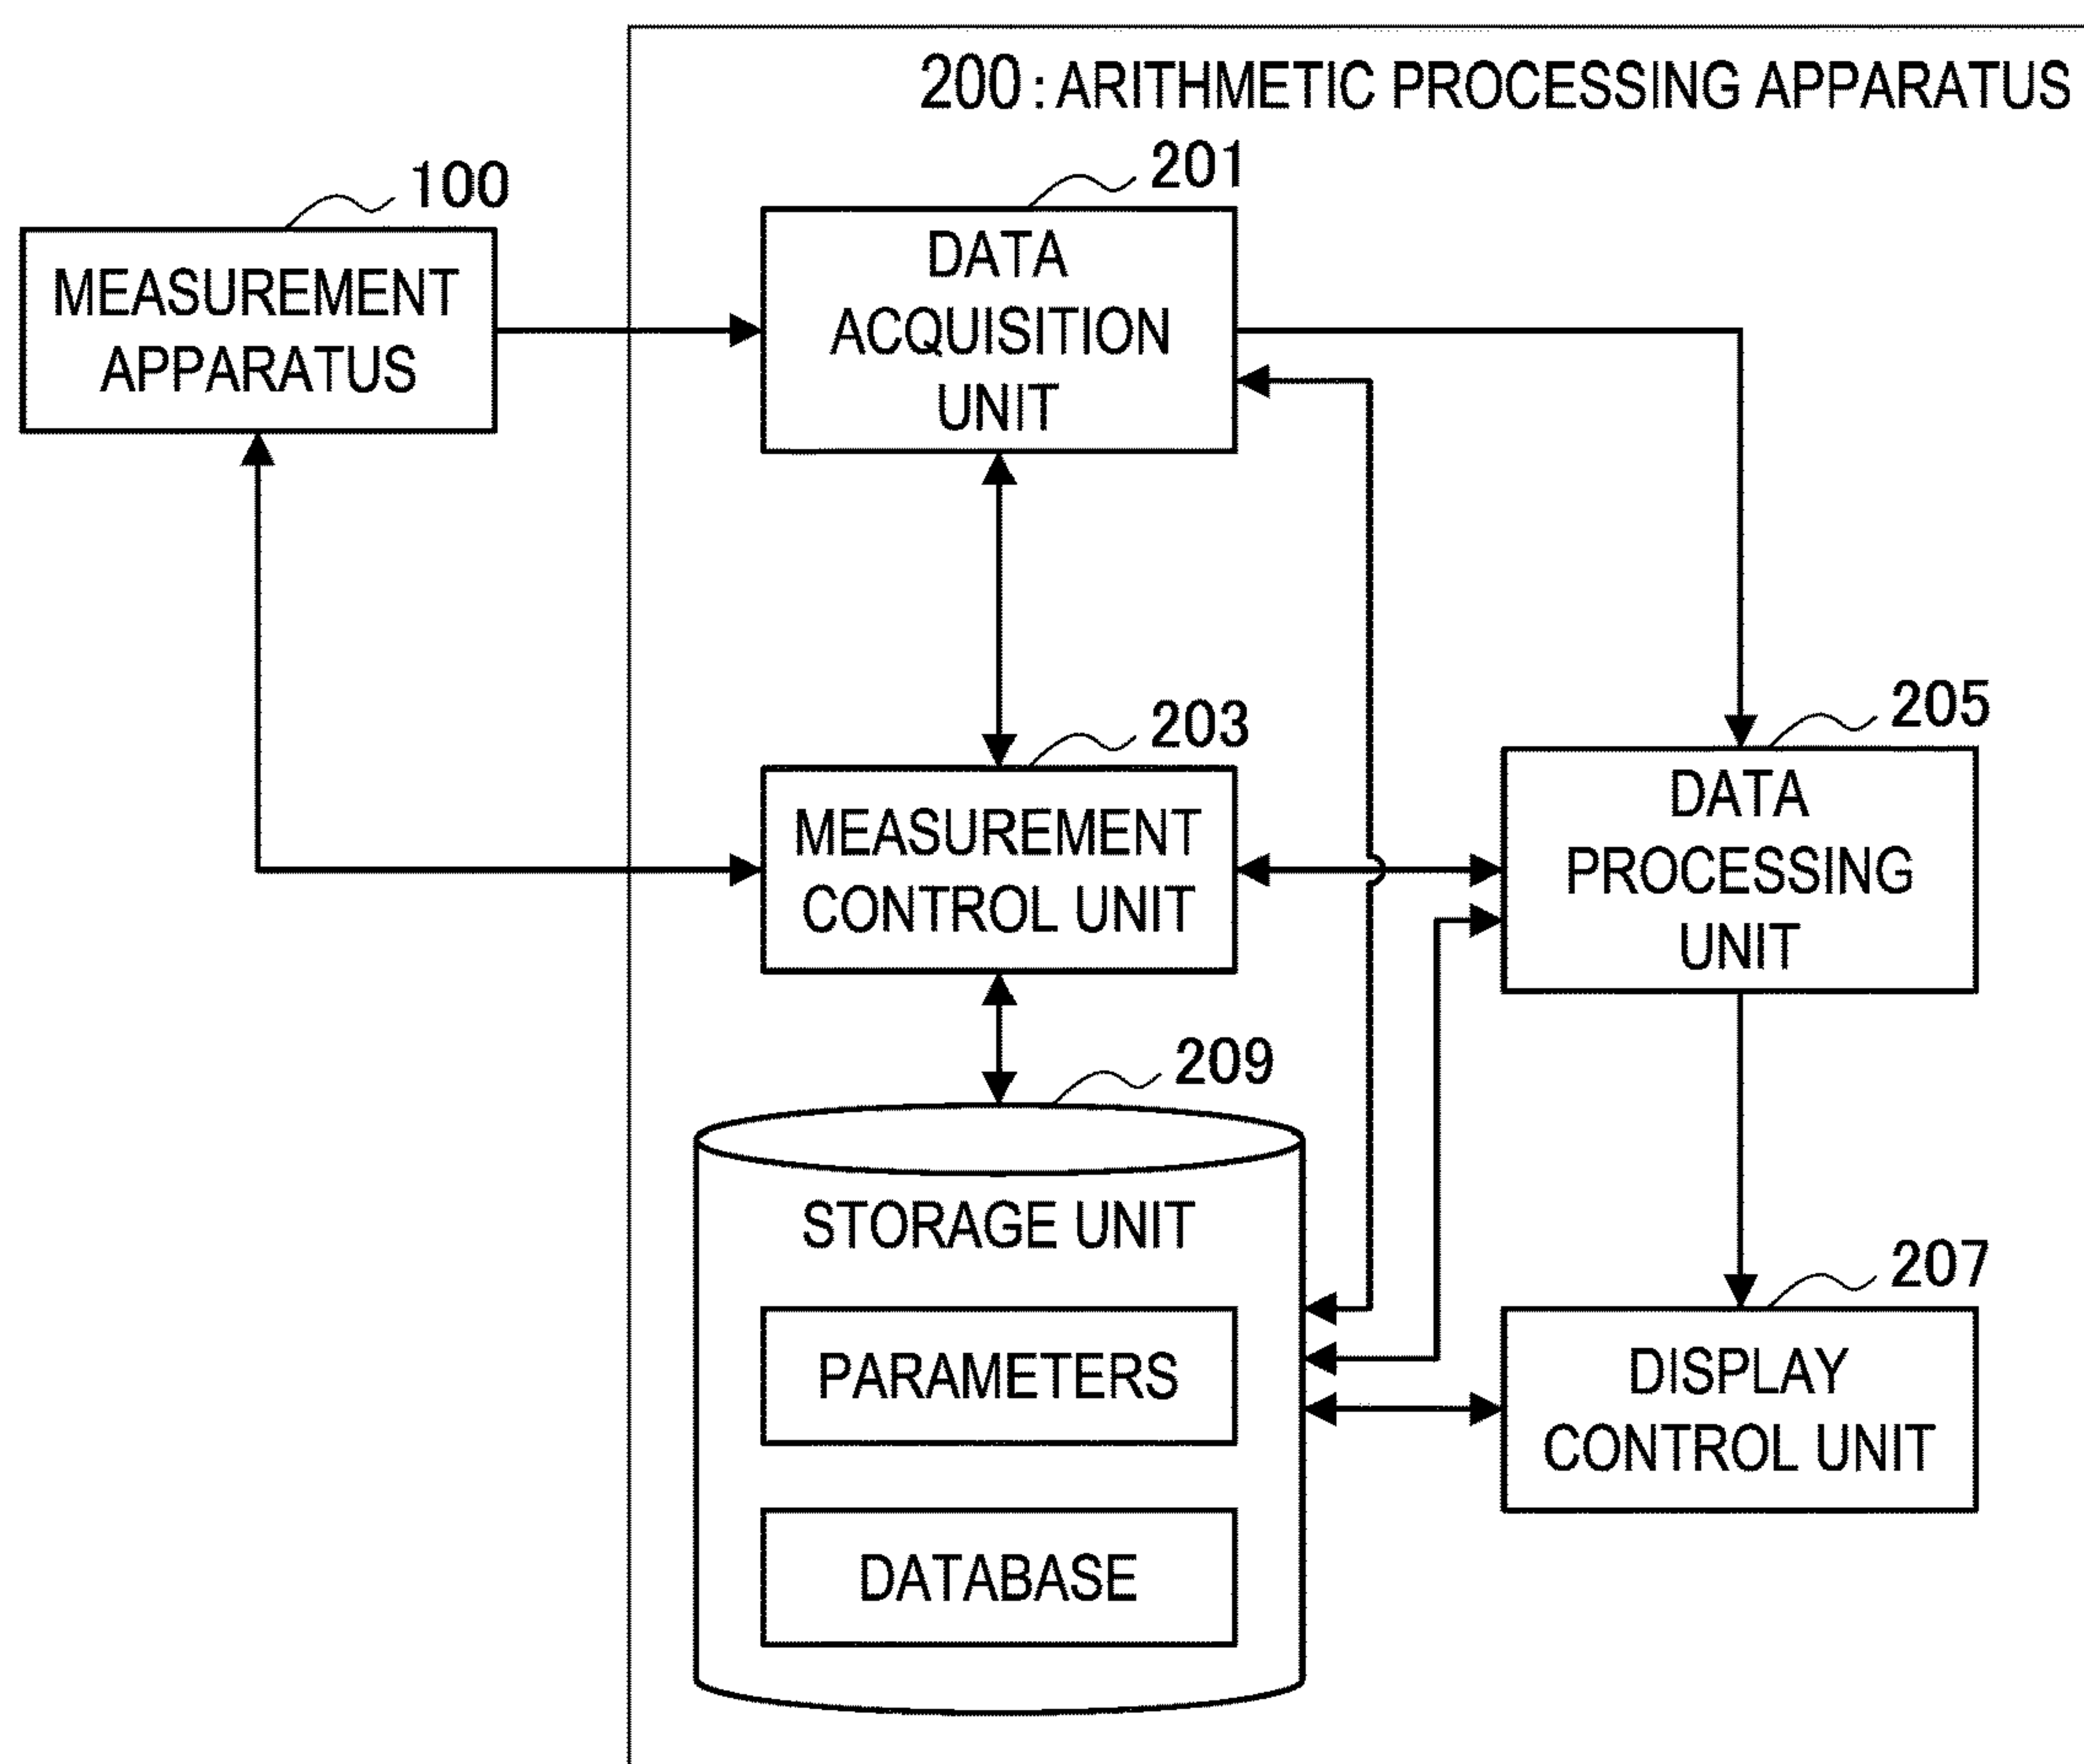 200 : ARITHMETIC PROCESSING APPARATUS
100
MEASUREMENT
APPARATUS
201
DATA
ACQUISITION
UNIT
203
MEASUREMENT
CONTROL UNIT
205
DATA
PROCESSING
UNIT
209
STORAGE UNIT
PARAMETERS
DATABASE
207
DISPLAY
CONTROL UNIT